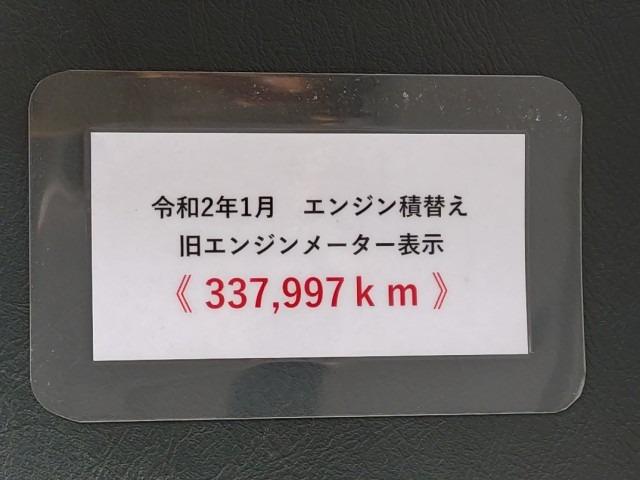 令和2年1月　エンジン積替え
旧エンジンメーター表示
《 337,997ｋｍ 》